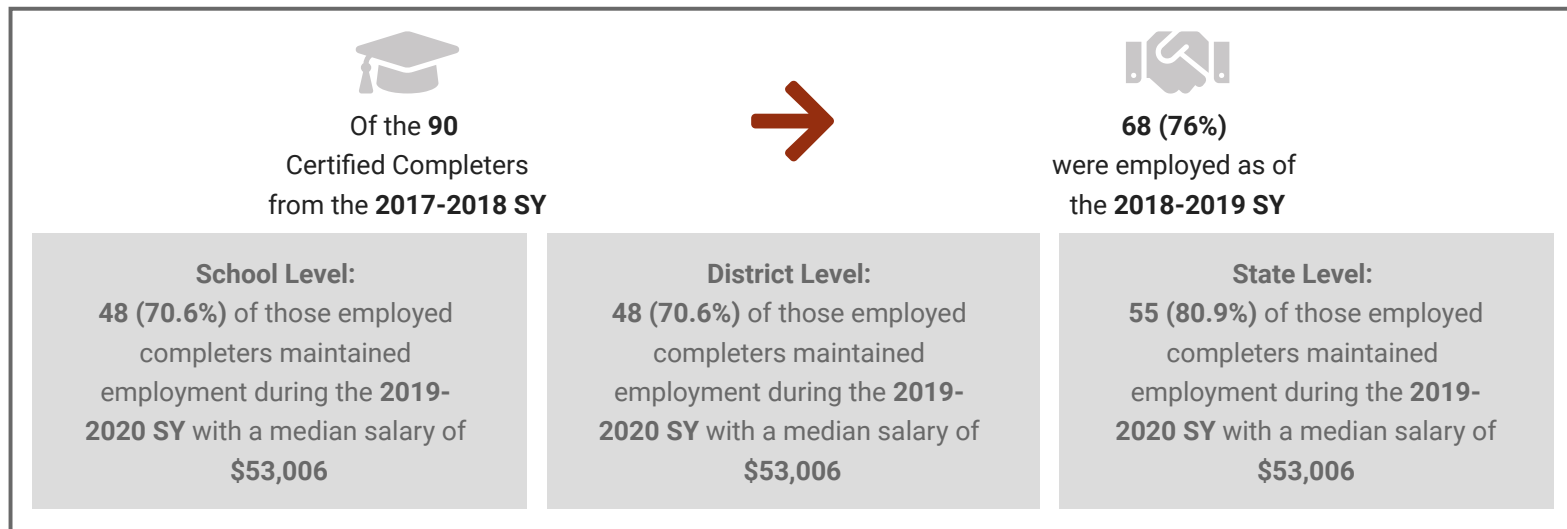 Of the 90
Certified Completers
from the 2017-2018 SY
68 (76%)
were employed as of
the 2018-2019 SY
School Level:
48 (70.6%) of those employed
completers maintained
employment during the 2019-
2020 SY with a median salary of
$53,006
District Level:
48 (70.6%) of those employed
completers maintained
employment during the 2019-
2020 SY with a median salary of
$53,006
State Level:
55 (80.9%) of those employed
completers maintained
employment during the 2019-
2020 SY with a median salary of
$53,006